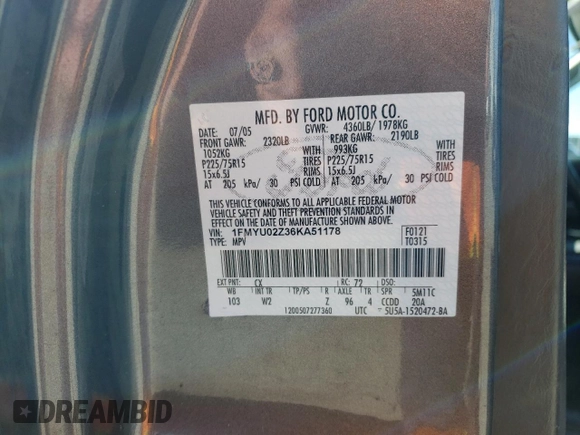 MFD. BY FORD MOTOR CO.
DATE: 07/05 GVWR: 4360LB/ 1978KG
FRONT GAWR: 2320LB REAR GAWR: 2190LB
1052KG 993KG
P225/75R15 TIRES P225/75R15 TIRES
15x6.5J RIMS 15x6.5J RIMS
AT 205 kPa/ 30 PSI COLD AT 205 kPa/ 30 PSI COLD
THIS VEHICLE CONFORMS TO ALL APPLICABLE FEDERAL MOTOR
VEHICLE SAFETY AND THEFT PREVENTION STANDARDS IN EFFECT ON
THE DATE OF MANUFACTURE SHOWN ABOVE.
VIN: 1FMYU02Z36KA51178 F0121
TYPE: MPV T0315
EXT PNT: CX RC: 72 DSO:
WB INT TR TP/PS R AXLE TR SPR 5M11C
103 W2 Z 96 4 CCDD 20A
1200507277360 UTC 5U5A-1520472-BA
DREAMBID